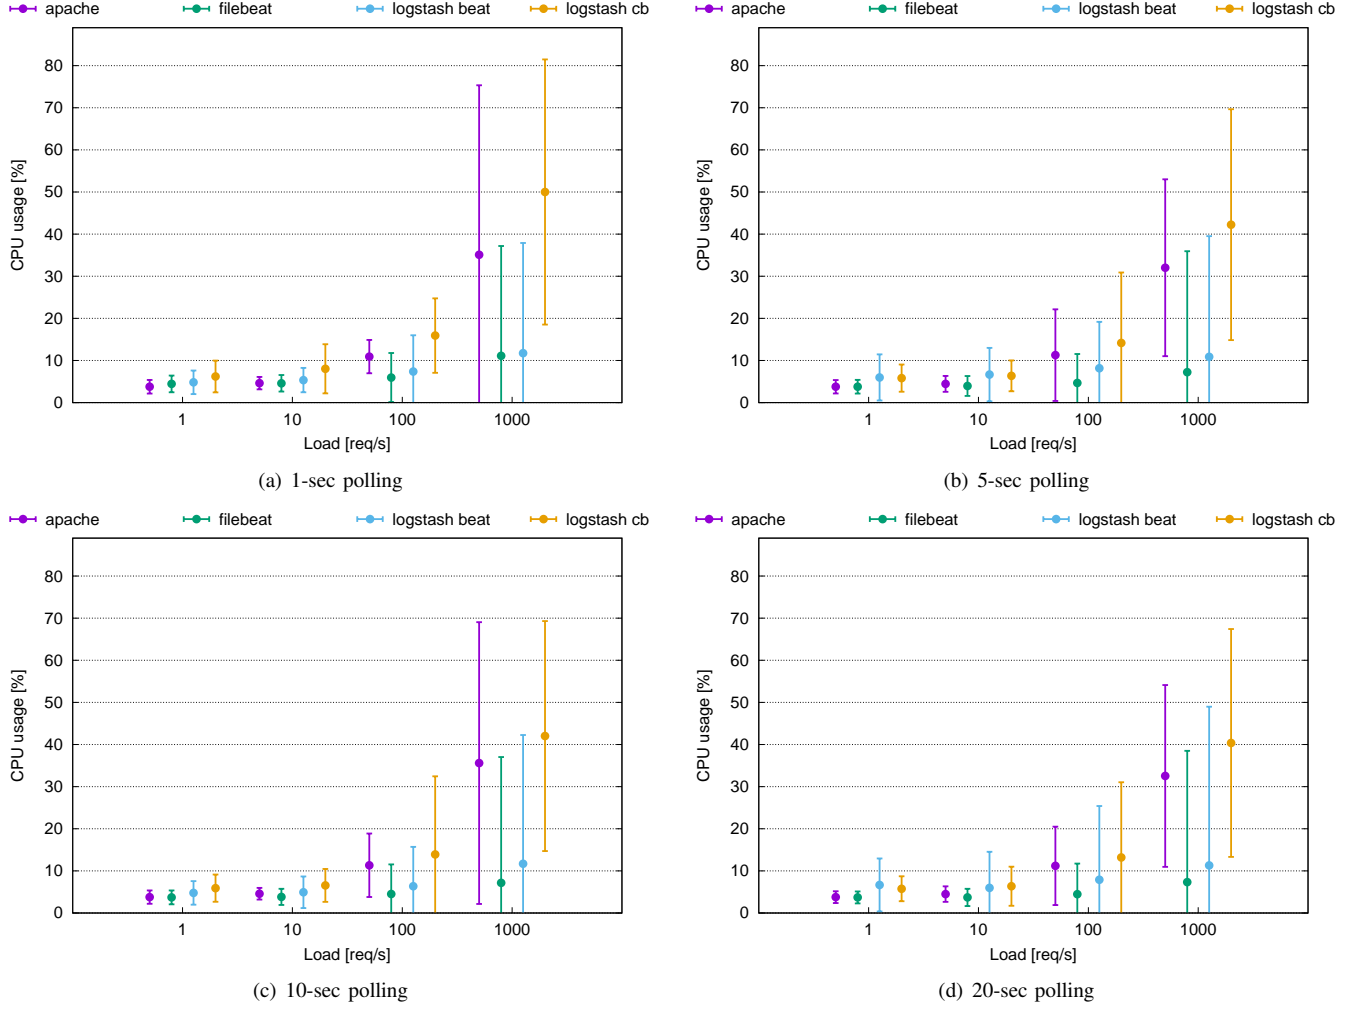 apache filebeat logstash beat logstash cb
apache filebeat logstash beat logstash cb
80
70
60
50
40
30
20
10
0
CPU usage [%]
1 10 100 1000
Load [req/s]
(a) 1-sec polling
80
70
60
50
40
30
20
10
0
CPU usage [%]
1 10 100 1000
Load [req/s]
(b) 5-sec polling
apache filebeat logstash beat logstash cb
apache filebeat logstash beat logstash cb
80
70
60
50
40
30
20
10
0
CPU usage [%]
1 10 100 1000
Load [req/s]
(c) 10-sec polling
80
70
60
50
40
30
20
10
0
CPU usage [%]
1 10 100 1000
Load [req/s]
(d) 20-sec polling